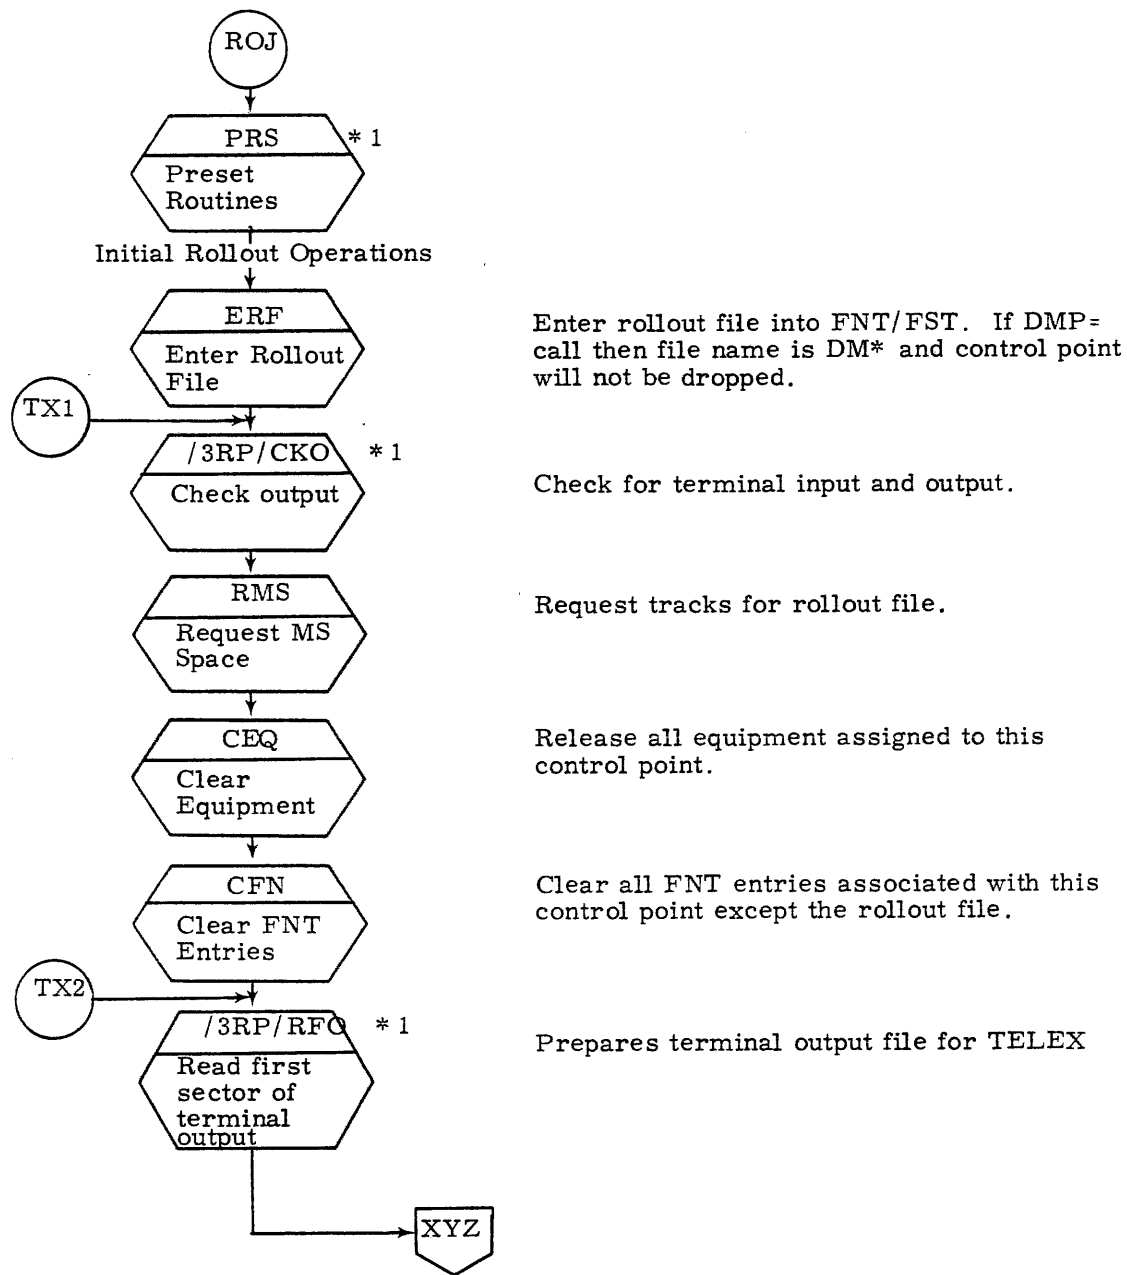 ROJ
PRS * 1
Preset
Routines
Initial Rollout Operations
ERF
Enter Rollout
File
Enter rollout file into FNT/FST. If DMP=
call then file name is DM* and control point
will not be dropped.
TX1
/3RP/CKO * 1
Check output
Check for terminal input and output.
RMS
Request MS
Space
Request tracks for rollout file.
CEQ
Clear
Equipment
Release all equipment assigned to this
control point.
CFN
Clear FNT
Entries
Clear all FNT entries associated with this
control point except the rollout file.
TX2
/3RP/RFO * 1
Read first
sector of
terminal
output
Prepares terminal output file for TELEX
XYZ